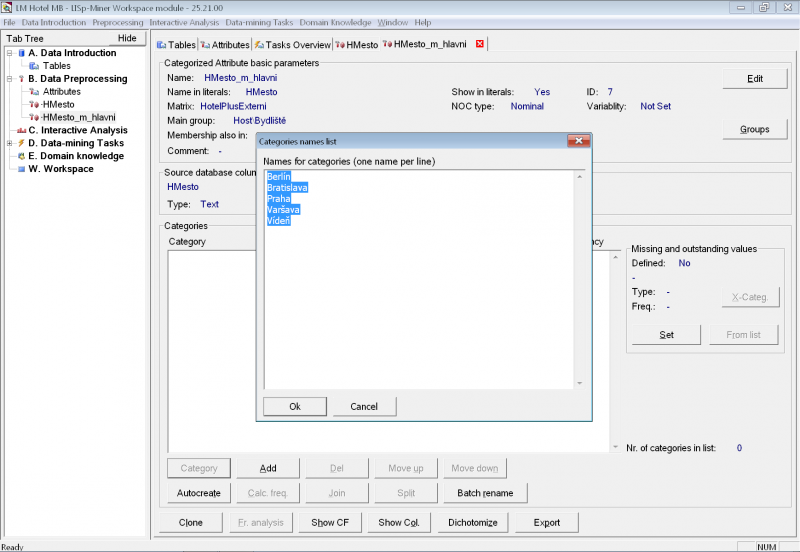 LM Hotel MB - LISp-Miner Workspace module - 25.21.00
File Data Introduction Preprocessing Interactive Analysis Data-mining Tasks Domain Knowledge Window Help
Tab Tree Hide
A. Data Introduction
Tables
B. Data Preprocessing
Attributes
HMesto
HMesto_m_hlavni
C. Interactive Analysis
D. Data-mining Tasks
E. Domain knowledge
W. Workspace
Tables Attributes Tasks Overview HMesto HMesto_m_hlavni
Categorized Attribute basic parameters
Name: HMesto_m_hlavni
Name in literals: HMesto Show in literals: Yes ID: 7
Matrix: HotelPlusExterni NOC type: Nominal Variablity: Not Set
Main group: Host Bydliště
Membership also in:
Comment: -
Edit
Groups
Source database colum
HMesto
Type: Text
Categories
Category ncy
Categories names list
Names for categories (one name per line)
Berlín
Bratislava
Praha
Varšava
Vídeň
Ok Cancel
Missing and outstanding values
Defined: No
-
Type: -
Freq.: -
X-Categ.
Set From list
Nr. of categories in list: 0
Category Add Del Move up Move down
Autocreate Calc. freq. Join Split Batch rename
Clone Fr. analysis Show CF Show Col. Dichotomize Export
Ready NUM